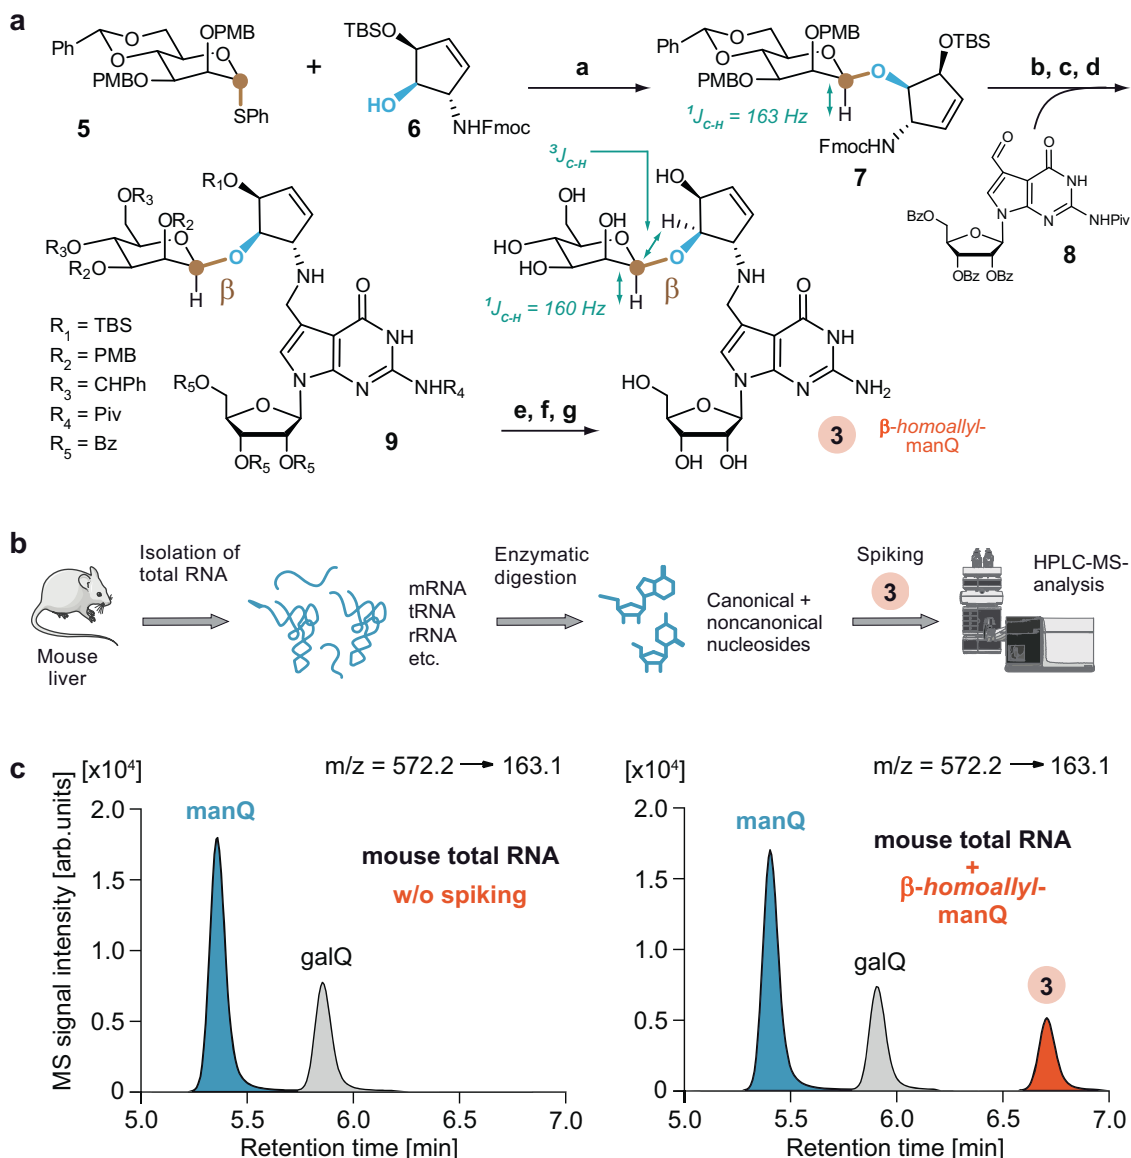 a
Ph
O
O
O
OPMB
PMBO
SPh
5
+
TBSO
HO
NHFmoc
6
a
Ph
O
O
O
OPMB
PMBO
O
OTBS
H
¹J_C-H = 163 Hz
FmocHN
7
b, c, d
O
O
NH
N
N
NHPiv
BzO
O
OBz
OBz
8
R₁O
OR₃
OR₂
O
R₃O
R₂O
O
H
β
NH
O
NH
N
N
NHR₄
R₅O
O
OR₅
OR₅
9
R₁ = TBS
R₂ = PMB
R₃ = CHPh
R₄ = Piv
R₅ = Bz
e, f, g
³J_C-H
HO
HO
OH
O
HO
HO
H
O
H
β
¹J_C-H = 160 Hz
NH
O
NH
N
N
NH₂
HO
O
OH
OH
3
β-homoallyl-
manQ
b
Mouse
liver
Isolation of
total RNA
mRNA
tRNA
rRNA
etc.
Enzymatic
digestion
Canonical +
noncanonical
nucleosides
Spiking
3
HPLC-MS-
analysis
c
MS signal intensity [arb.units]
[x10⁴]
m/z = 572.2 → 163.1
2.0
1.5
1.0
0.5
0
manQ
galQ
mouse total RNA
w/o spiking
5.0 5.5 6.0 6.5 7.0
Retention time [min]
[x10⁴]
m/z = 572.2 → 163.1
2.0
1.5
1.0
0.5
0
manQ
galQ
mouse total RNA
+
β-homoallyl-
manQ
3
5.0 5.5 6.0 6.5 7.0
Retention time [min]